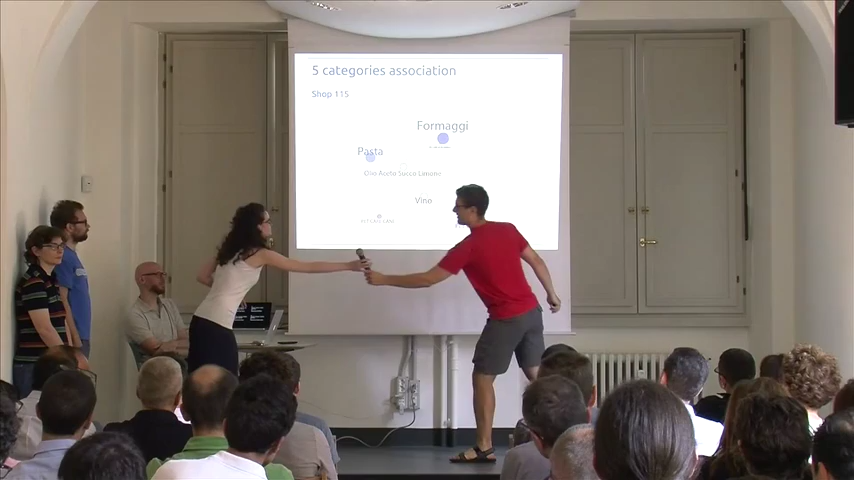 5 categories association
Shop 115
Formaggi
Pasta
Olio Aceto Succo Limone
Vino